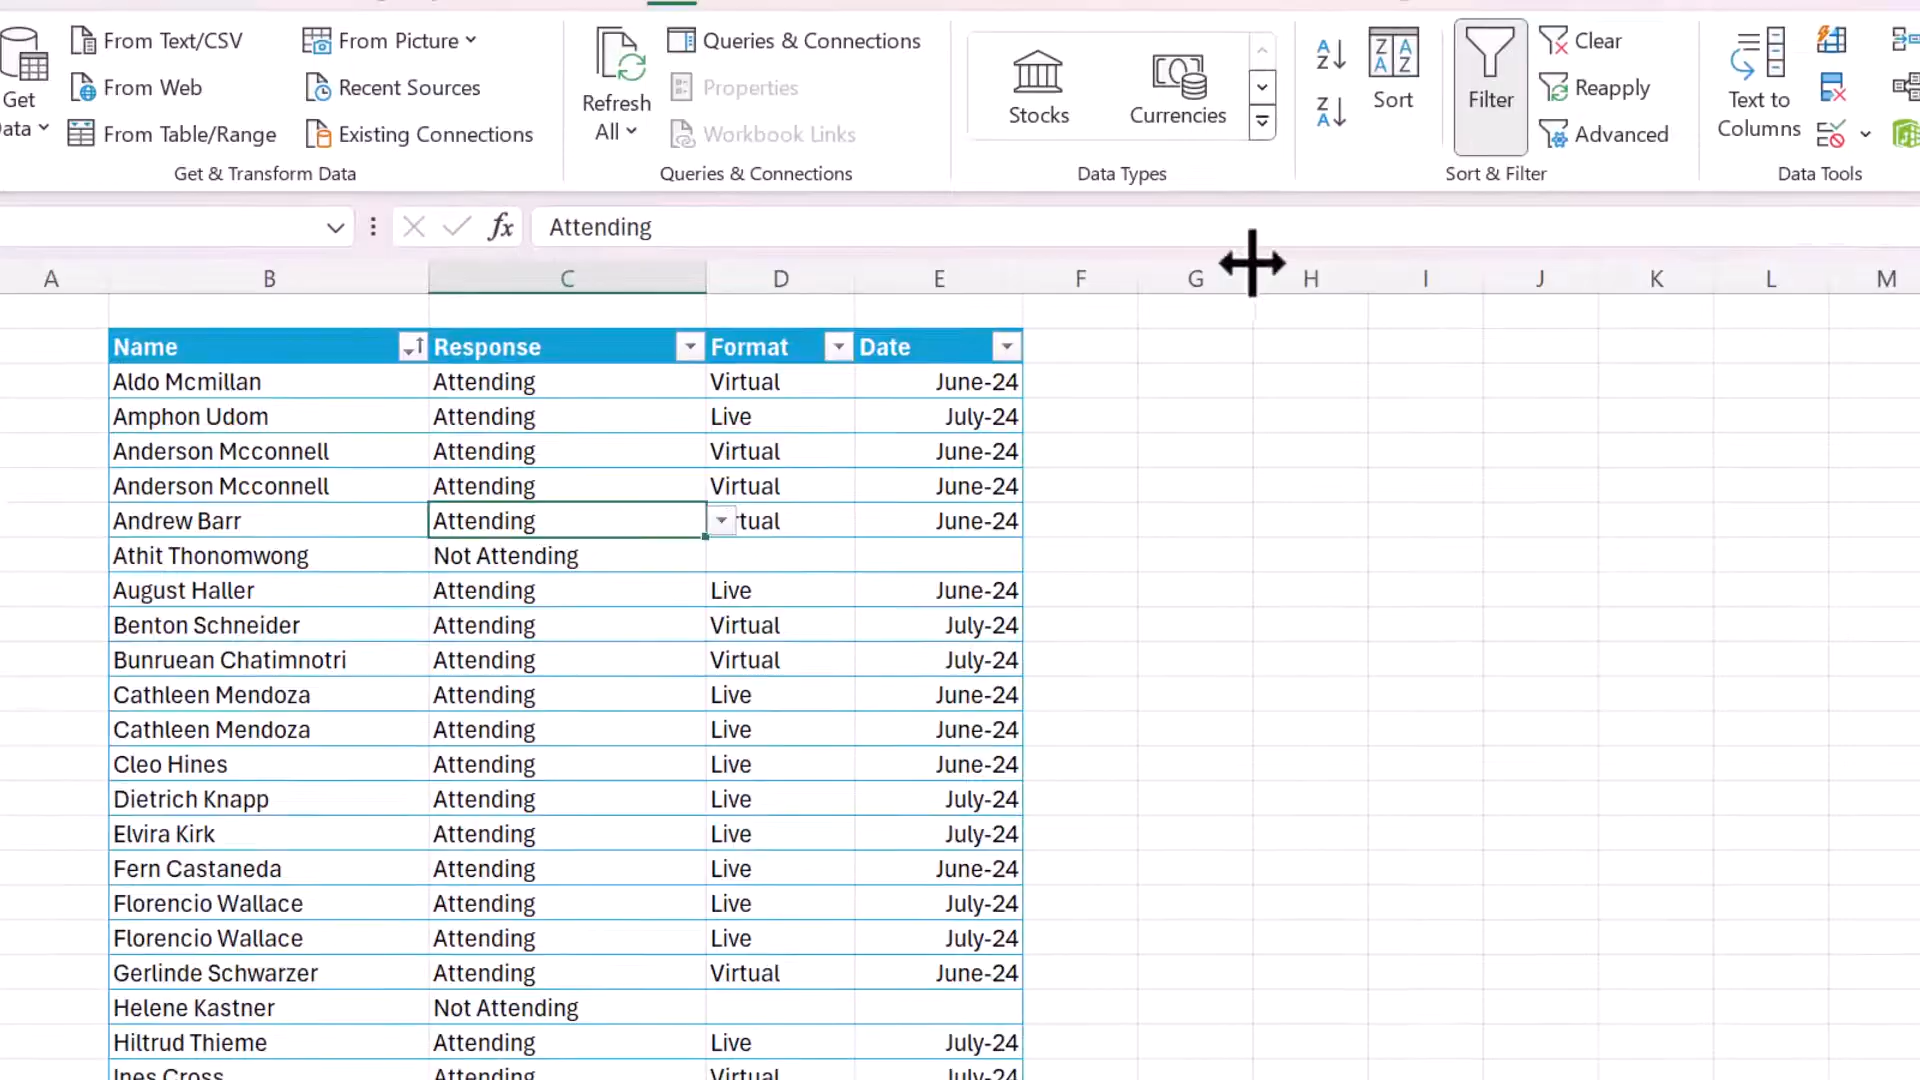 From Text/CSV
From Web
From Table/Range
From Picture
Recent Sources
Existing Connections
Get
Data
Get & Transform Data
Refresh
All
Queries & Connections
Properties
Workbook Links
Queries & Connections
Stocks
Currencies
Data Types
Sort
Filter
Clear
Reapply
Advanced
Sort & Filter
Text to
Columns
Data Tools
fx Attending
A B C D E F G H I J K L M
Name Response Format Date
Aldo Mcmillan Attending Virtual June-24
Amphon Udom Attending Live July-24
Anderson Mcconnell Attending Virtual June-24
Anderson Mcconnell Attending Virtual June-24
Andrew Barr Attending rtual June-24
Athit Thonomwong Not Attending
August Haller Attending Live June-24
Benton Schneider Attending Virtual July-24
Bunruean Chatimnotri Attending Virtual July-24
Cathleen Mendoza Attending Live June-24
Cathleen Mendoza Attending Live June-24
Cleo Hines Attending Live June-24
Dietrich Knapp Attending Live July-24
Elvira Kirk Attending Live July-24
Fern Castaneda Attending Live June-24
Florencio Wallace Attending Live July-24
Florencio Wallace Attending Live July-24
Gerlinde Schwarzer Attending Virtual June-24
Helene Kastner Not Attending
Hiltrud Thieme Attending Live July-24
Ines Cross Attending Virtual July-24